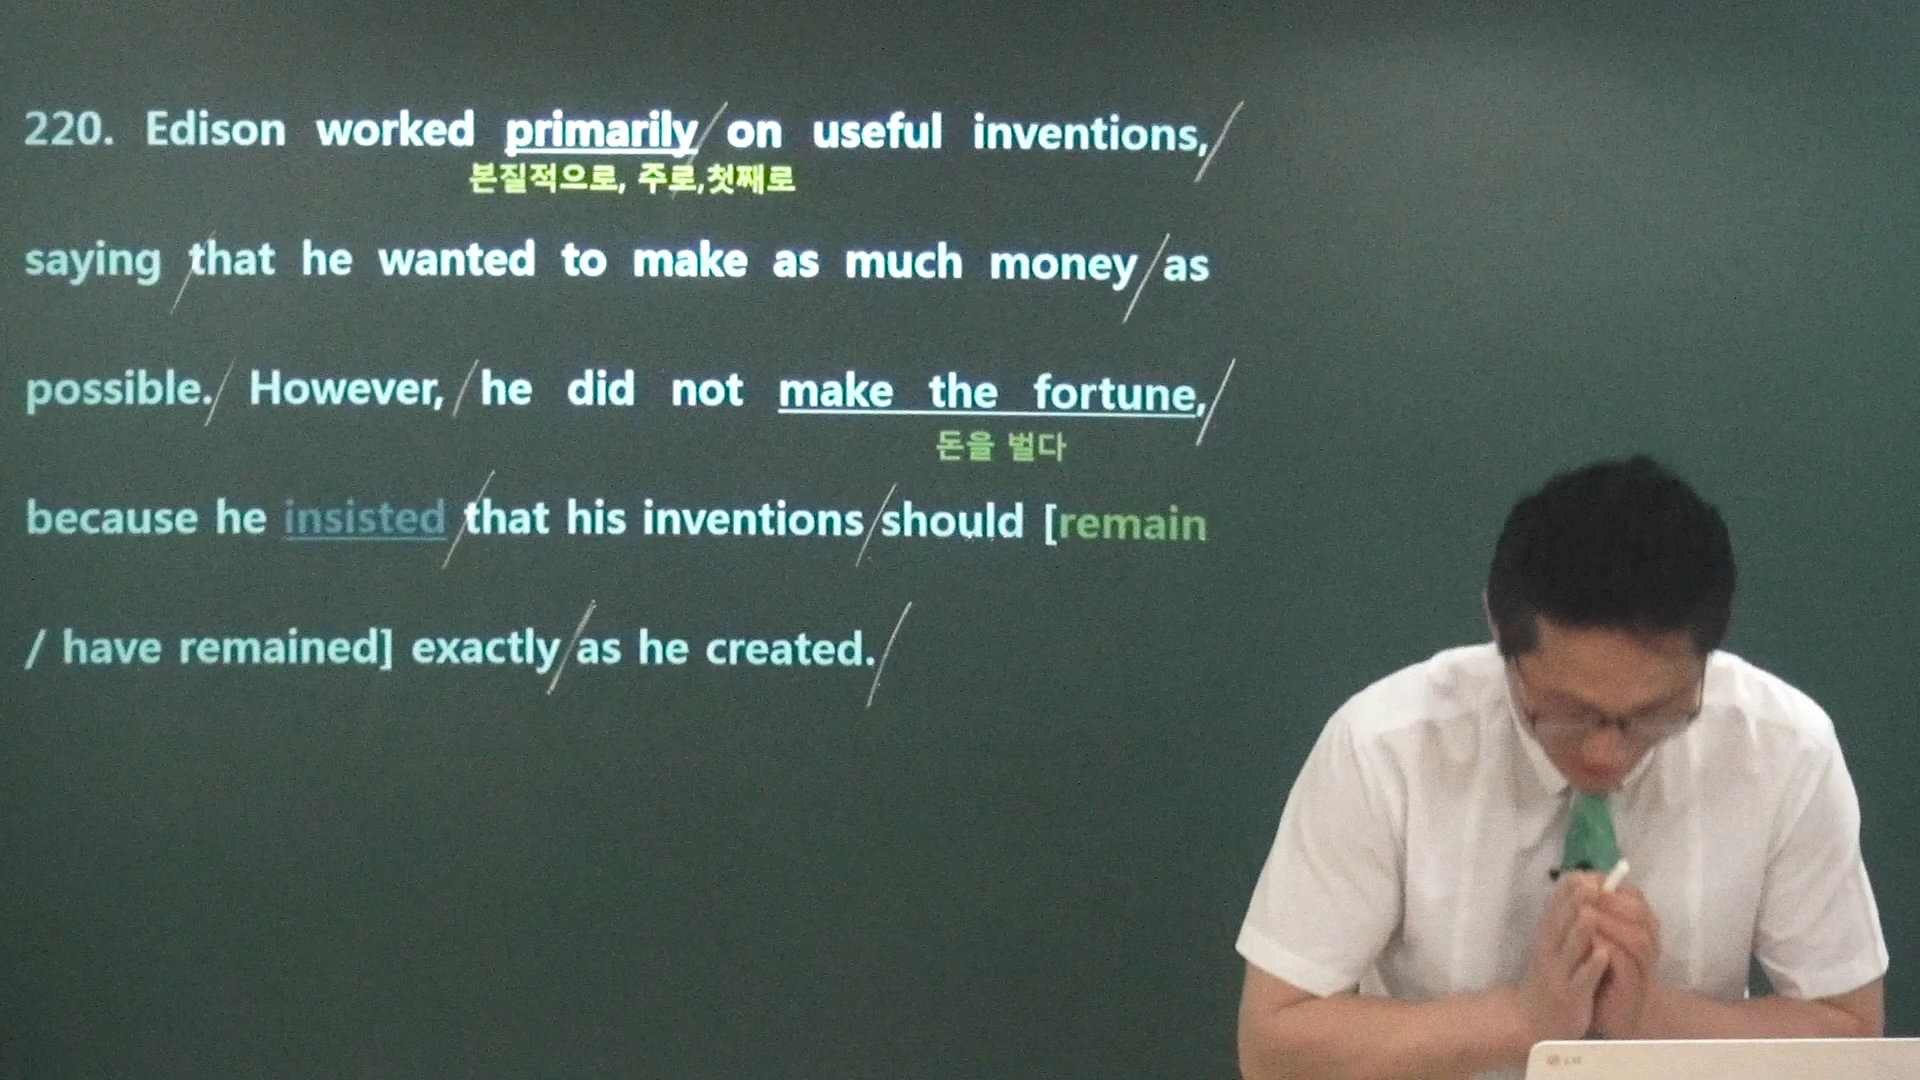 220. Edison worked primarily on useful inventions,
본질적으로, 주로,첫째로
saying that he wanted to make as much money as
possible. However, he did not make the fortune,
돈을 벌다
because he insisted that his inventions should [remain
/ have remained] exactly as he created.
LG